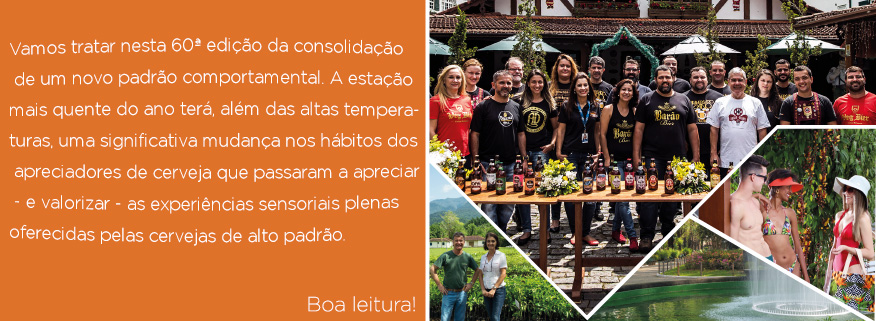 Vamos tratar nesta 60ª edição da consolidação
de um novo padrão comportamental. A estação
mais quente do ano terá, além das altas tempera-
turas, uma significativa mudança nos hábitos dos
apreciadores de cerveja que passaram a apreciar
- e valorizar - as experiências sensoriais plenas
oferecidas pelas cervejas de alto padrão.
Boa leitura!
Barão
Bier